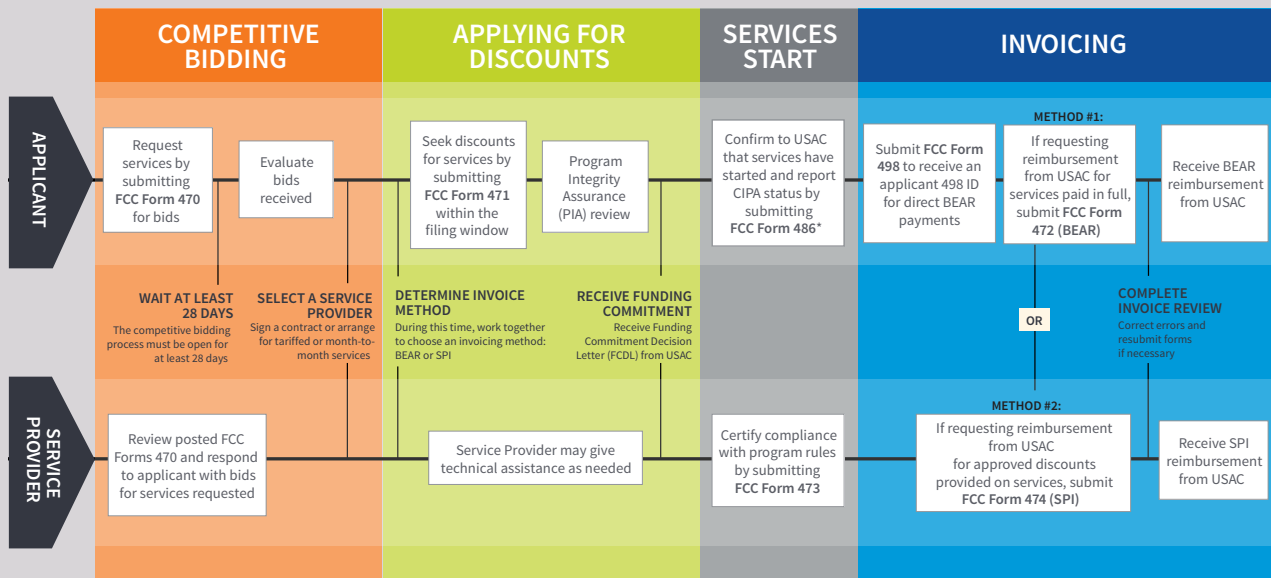 COMPETITIVE
BIDDING
APPLYING FOR
DISCOUNTS
SERVICES
START
INVOICING
APPLICANT
Request
services by
submitting
FCC Form 470
for bids
Evaluate
bids
received
Seek discounts
for services by
submitting
FCC Form 471
within the
filing window
Program
Integrity
Assurance
(PIA) review
Confirm to USAC
that services have
started and report
CIPA status by
submitting
FCC Form 486*
Submit FCC Form
498 to receive an
applicant 498 ID
for direct BEAR
payments
METHOD #1:
If requesting
reimbursement
from USAC for
services paid in full,
submit FCC Form
472 (BEAR)
Receive BEAR
reimbursement
from USAC
WAIT AT LEAST
28 DAYS
The competitive bidding
process must be open for
at least 28 days
SELECT A SERVICE
PROVIDER
Sign a contract or arrange
for tariffed or month-to-
month services
DETERMINE INVOICE
METHOD
During this time, work together
to choose an invoicing method:
BEAR or SPI
RECEIVE FUNDING
COMMITMENT
Receive Funding
Commitment Decision
Letter (FCDL) from USAC
OR
COMPLETE
INVOICE REVIEW
Correct errors and
resubmit forms
if necessary
SERVICE
PROVIDER
Review posted FCC
Forms 470 and respond
to applicant with bids
for services requested
Service Provider may give
technical assistance as needed
Certify compliance
with program rules
by submitting
FCC Form 473
METHOD #2:
If requesting reimbursement
from USAC
for approved discounts
provided on services, submit
FCC Form 474 (SPI)
Receive SPI
reimbursement
from USAC